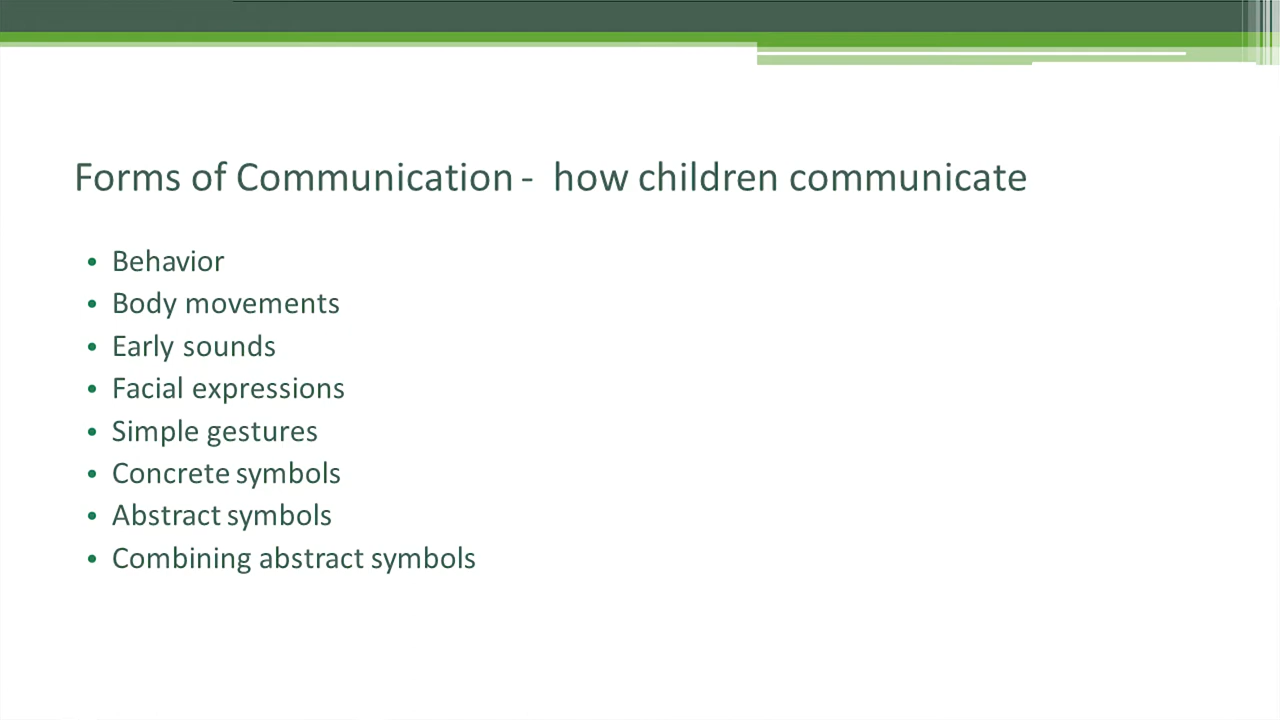 Forms of Communication -  how children communicate
• Behavior
• Body movements
• Early sounds
• Facial expressions
• Simple gestures
• Concrete symbols
• Abstract symbols
• Combining abstract symbols